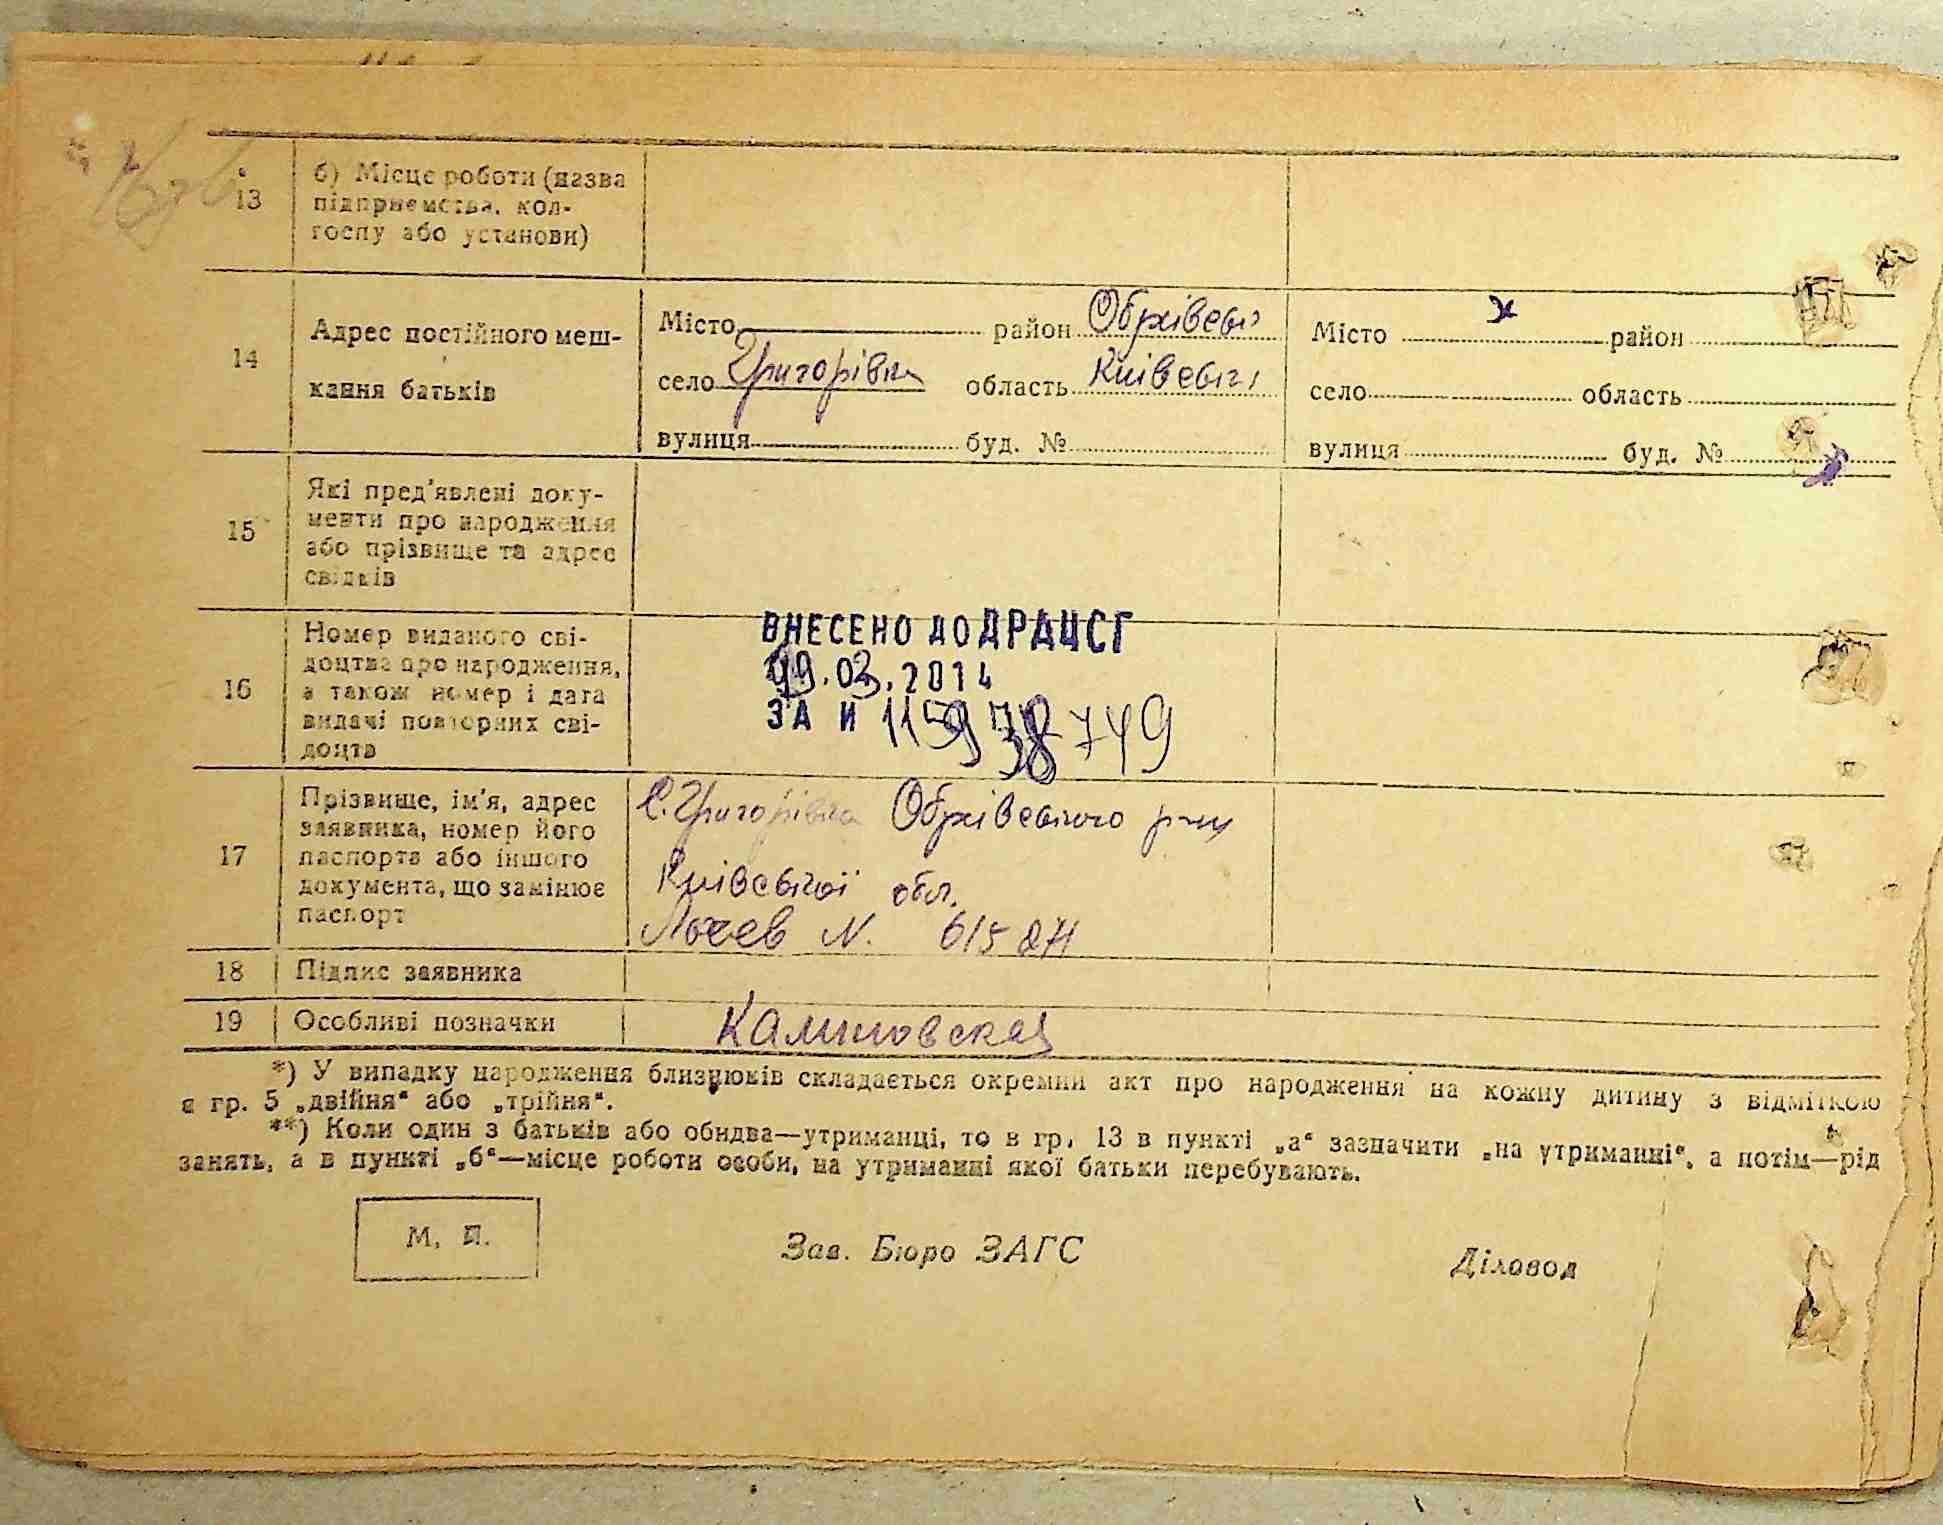 13 б) Місце роботи (назва
підприємства, кол-
госпу або установи)
14 Адрес постійного меш-
кання батьків
Місто район Обухівськ
село Григорівка область Київськ
вулиця буд. №
Місто район
село область
вулиця буд. №
15 Які пред'явлені доку-
менти про народження
або прізвище та адрес
свідків
16 Номер виданого сві-
доцтва про народження,
а також номер і дата
видачі повторних сві-
доцтв
ВНЕСЕНО ДО ДРАЦСГ
03.2014
ЗА И
17 Прізвище, ім'я, адрес
заявника, номер його
паспорта або іншого
документа, що замінює
паспорт
с. Григорівка Обухівського р-ну
Київської обл.
N.
18 Підпис заявника
19 Особливі позначки
Калиновская
*) У випадку народження близнюків складається окремий акт про народження на кожну дитину з відміткою
в гр. 5 „двійня“ або „трійня“.
**) Коли один з батьків або обидва—утриманці, то в гр. 13 в пункті „а“ зазначити „на утриманні“, а потім—рід
занять, а в пункті „б“—місце роботи особи, на утриманні якої батьки перебувають.
М. П.
Зав. Бюро ЗАГС
Діловод